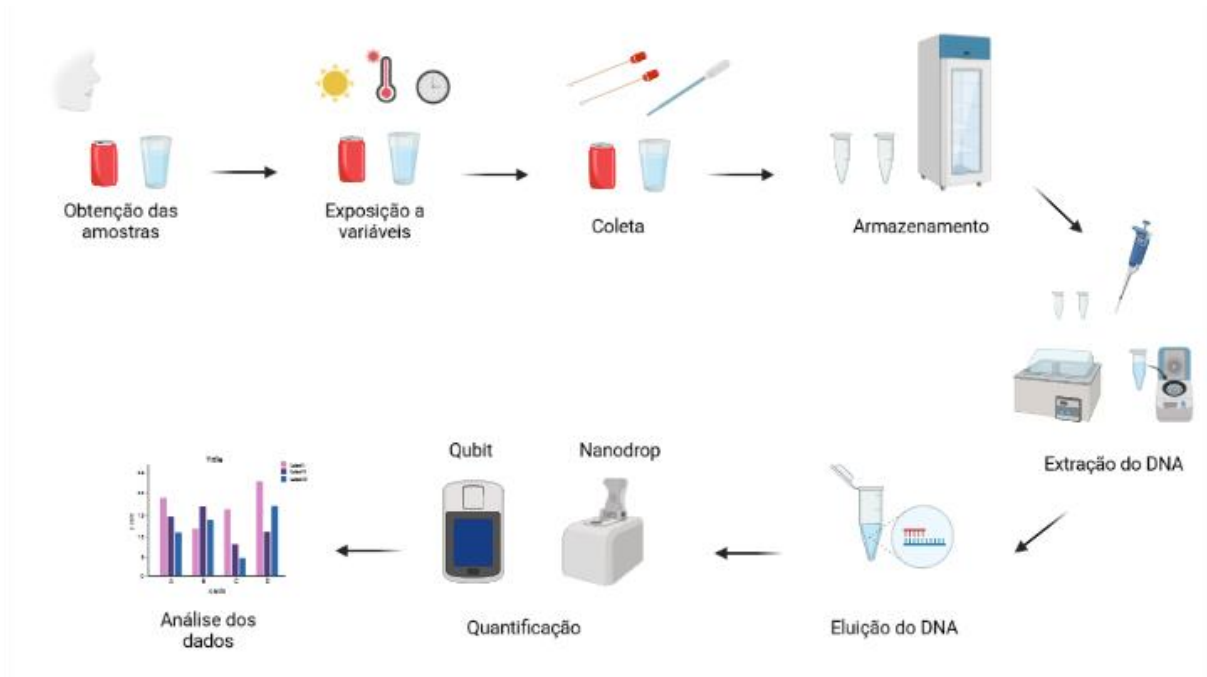 Obtenção das
amostras
Exposição a
variáveis
Coleta
Armazenamento
Extração do DNA
Eluição do DNA
Qubit
Nanodrop
Quantificação
Title
A
B
C
Análise dos
dados